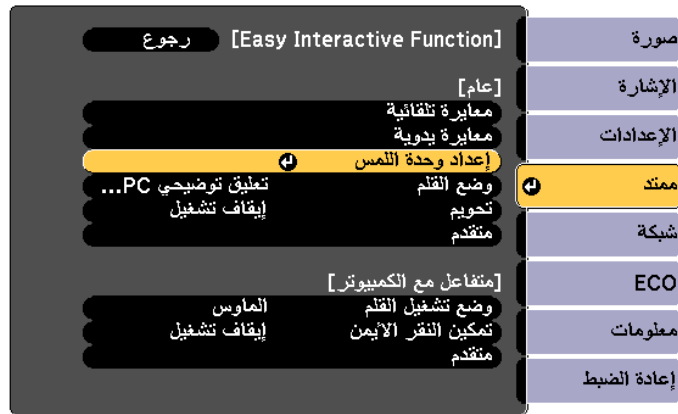 صورة
الإشارة
الإعدادات
ممتد
شبكة
ECO
معلومات
إعادة الضبط
[Easy Interactive Function] رجوع
[عام]
معايرة تلقائية
معايرة يدوية
إعداد وحدة اللمس
وضع القلم تعليق توضيحي PC...
تحويم إيقاف تشغيل
متقدم
[متفاعل مع الكمبيوتر]
وضع تشغيل القلم الماوس
تمكين النقر الأيمن إيقاف تشغيل
متقدم